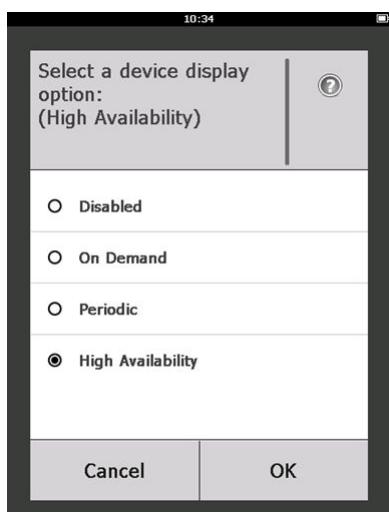 10:34
Select a device display
option:
(High Availability)
?
Disabled
On Demand
Periodic
High Availability
Cancel
OK